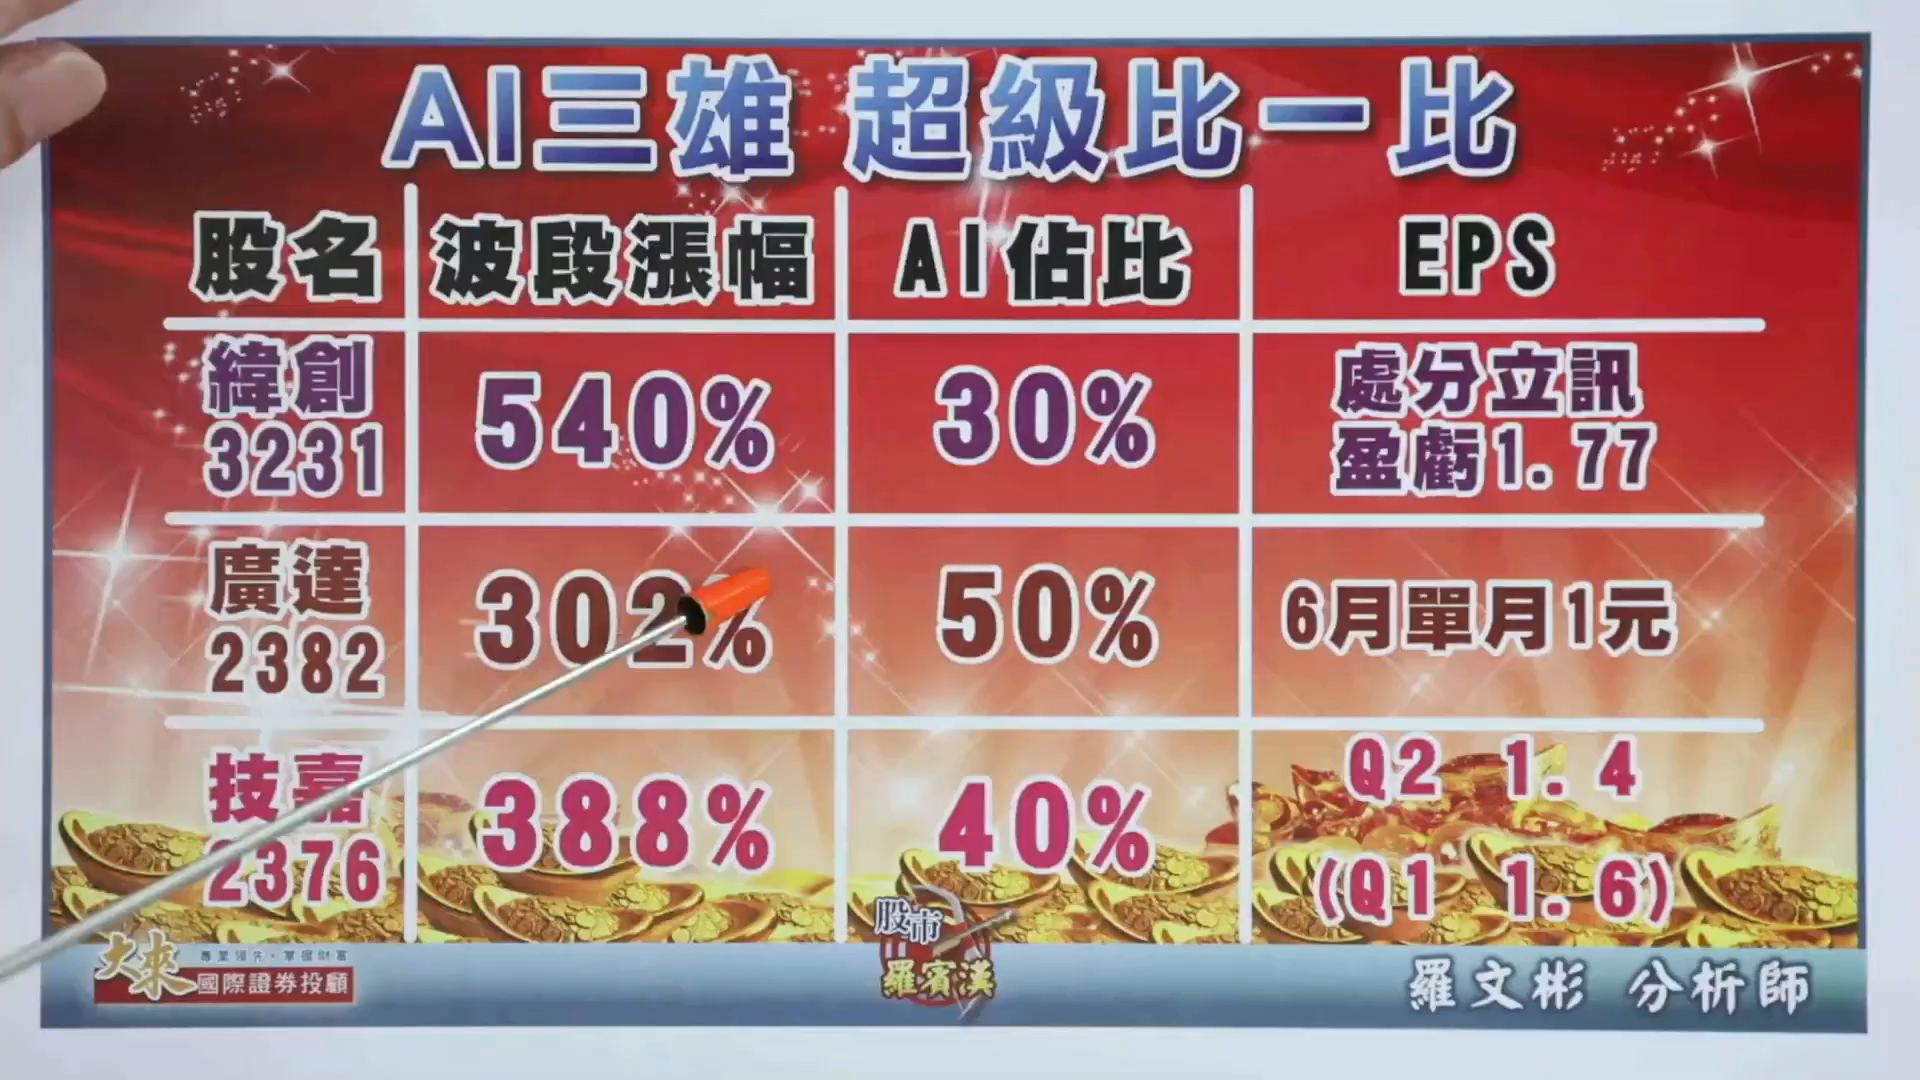 AI三雄 超級比一比
股名 波段漲幅 AI佔比 EPS
緯創 3231 540% 30% 處分立訊 盈虧1.77
廣達 2382 302% 50% 6月單月1元
技嘉 2376 388% 40% Q2 1.4 (Q1 1.6)
大來 專業領先·掌握財富 國際證券投顧
股市 羅賓漢
羅文彬 分析師